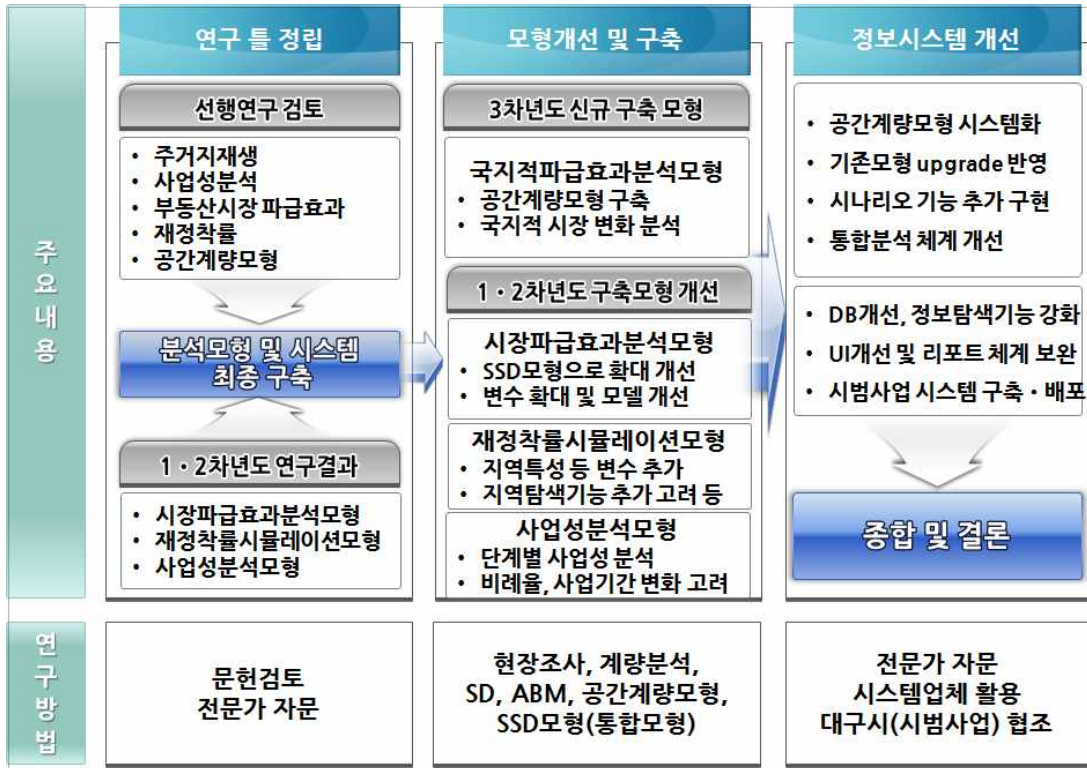 주요내용
연구 틀 정립
선행연구 검토
• 주거지재생
• 사업성분석
• 부동산시장 파급효과
• 재정착률
• 공간계량모형
분석모형 및 시스템
최종 구축
1・2차년도 연구결과
• 시장파급효과분석모형
• 재정착률시뮬레이션모형
• 사업성분석모형
모형개선 및 구축
3차년도 신규 구축 모형
국지적파급효과분석모형
• 공간계량모형 구축
• 국지적 시장 변화 분석
1・2차년도 구축모형 개선
시장파급효과분석모형
• SSD모형으로 확대 개선
• 변수 확대 및 모델 개선
재정착률시뮬레이션모형
• 지역특성 등 변수 추가
• 지역탐색기능 추가 고려 등
사업성분석모형
• 단계별 사업성 분석
• 비례율, 사업기간 변화 고려
정보시스템 개선
• 공간계량모형 시스템화
• 기존모형 upgrade 반영
• 시나리오 기능 추가 구현
• 통합분석 체계 개선
• DB개선, 정보탐색기능 강화
• UI개선 및 리포트 체계 보완
• 시범사업 시스템 구축・배포
종합 및 결론
연구방법
문헌검토
전문가 자문
현장조사, 계량분석,
SD, ABM, 공간계량모형,
SSD모형(통합모형)
전문가 자문
시스템업체 활용
대구시(시범사업) 협조